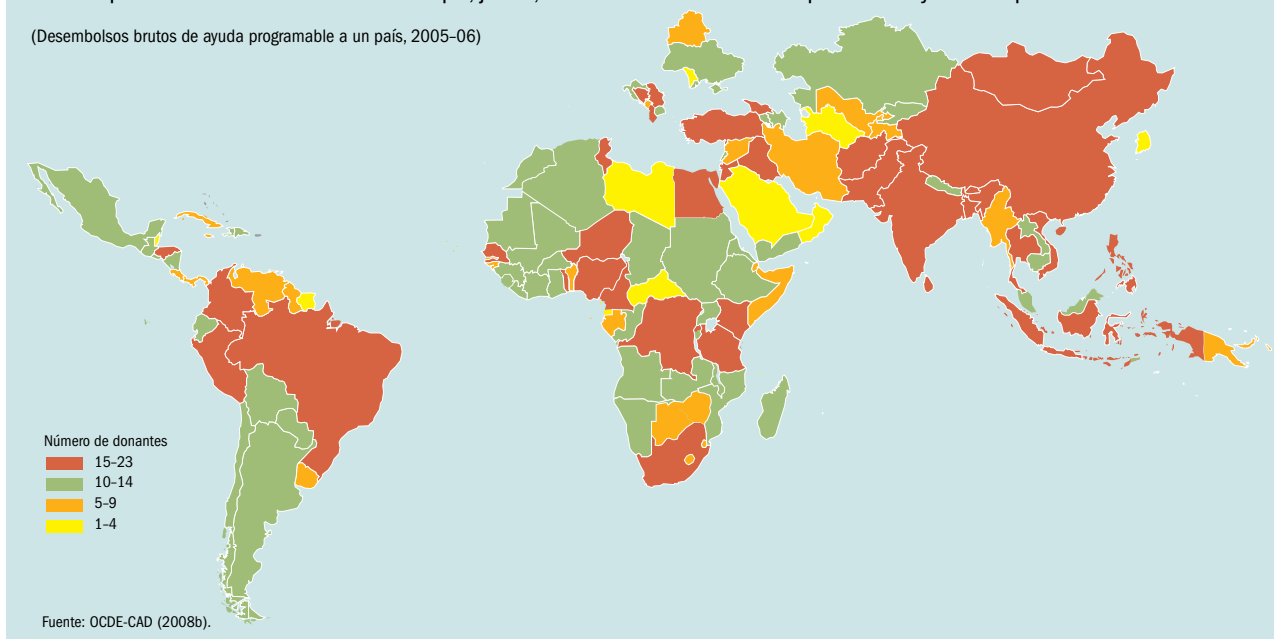 (Desembolsos brutos de ayuda programable a un país, 2005–06)
Número de donantes
15–23
10–14
5–9
1–4
Fuente: OCDE-CAD (2008b).